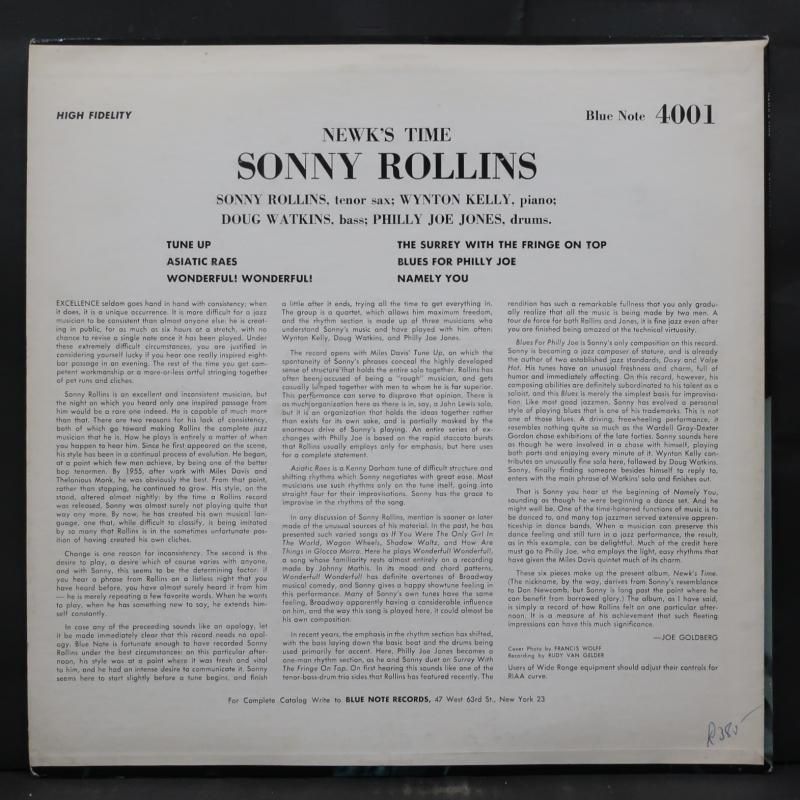 HIGH FIDELITY
Blue Note 4001
NEWK'S TIME
SONNY ROLLINS
SONNY ROLLINS, tenor sax; WYNTON KELLY, piano;
DOUG WATKINS, bass; PHILLY JOE JONES, drums.
TUNE UP
ASIATIC RAES
WONDERFUL! WONDERFUL!
THE SURREY WITH THE FRINGE ON TOP
BLUES FOR PHILLY JOE
NAMELY YOU
EXCELLENCE seldom goes hand in hand with consistency; when
it does, it is a unique occurrence. It is more difficult for a jazz
musician to be consistent than almost anyone else; he is creat-
ing in public, for as much as six hours at a stretch, with no
chance to revise a single note once it has been played. Under
these extremely difficult circumstances, you are justified in
considering yourself lucky if you hear one really inspired eight-
bar passage in an evening. The rest of the time you get com-
petent workmanship or a more-or-less artful stringing together
of pet runs and cliches.
Sonny Rollins is an excellent and inconsistent musician, but
the night on which you heard only one inspired passage from
him would be a rare one indeed. He is capable of much more
than that. There are two reasons for his lack of consistency,
both of which go toward making Rollins the complete jazz
musician that he is. How he plays is entirely a matter of when
you happen to hear him. Since he first appeared on the scene,
his style has been in a continual process of evolution. He began,
at a point which few men achieve, by being one of the better
bop tenormen. By 1955, after work with Miles Davis and
Thelonious Monk, he was obviously the best. From that point,
rather than stopping, he continued to grow. His style, on the
stand, altered almost nightly: by the time a Rollins record
was released, Sonny was almost surely not playing quite that
way any more. By now, he has created his own musical lan-
guage, one that, while difficult to classify, is being imitated
by so many that Rollins is in the sometimes unfortunate pos-
ition of having created his own cliches.
Change is one reason for inconsistency. The second is the
desire to play, a desire which of course varies with anyone,
and with Sonny, this seems to be the determining factor: if
you hear a phrase from Rollins on a listless night that you
have heard before, you have almost surely heard it from him
— he is merely repeating a few favorite words. When he wants
to play, when he has something new to say, he extends him-
self constantly.
In case any of the preceding sounds like an apology, let
it be made immediately clear that this record needs no apol-
ogy. Blue Note is fortunate enough to have recorded Sonny
Rollins under the best circumstances: on this particular after-
noon, his style was at a point where it was fresh and vital
to him, and he had an intense desire to communicate it. Sonny
seems here to start slightly before a tune begins, and finish
a little after it ends, trying all the time to get everything in.
The group is a quartet, which allows him maximum freedom,
and the rhythm section is made up of three musicians who
understand Sonny's music and have played with him often:
Wynton Kelly, Doug Watkins, and Philly Joe Jones.
The record opens with Miles Davis' Tune Up, on which the
spontaneity of Sonny's phrases conceal the highly developed
sense of structure that holds the entire solo together. Rollins has
often been accused of being a "rough" musician, and gets
casually lumped together with men to whom he is far superior.
This performance can serve to disprove that opinion. There is
as much organization here as there is in, say, a John Lewis solo,
but it is an organization that holds the ideas together rather
than exists for its own sake, and is partially masked by the
enormous drive of Sonny's playing. An entire series of ex-
changes with Philly Joe is based on the rapid staccato bursts
that Rollins usually employs only for emphasis, but here uses
for a complete statement.
Asiatic Raes is a Kenny Dorham tune of difficult structure and
shifting rhythms which Sonny negotiates with great ease. Most
musicians use such rhythms only on the tune itself, going into
straight four for their improvisations. Sonny has the grace to
improvise in the rhythms of the song.
In any discussion of Sonny Rollins, mention is sooner or later
made of the unusual sources of his material. In the past, he has
presented such varied songs as If You Were The Only Girl In
The World, Wagon Wheels, Shadow Waltz, and How Are
Things in Glocca Morra. Here he plays Wonderful! Wonderful!,
a song whose familiarity rests almost entirely on a recording
made by Johnny Mathis. In its mood and chord patterns,
Wonderful! Wonderful! has definite overtones of Broadway
musical comedy, and Sonny gives a happy showtune feeling in
this performance. Many of Sonny's own tunes have the same
feeling, Broadway apparently having a considerable influence
on him, and the way this song is played here, it could almost be
his own composition.
In recent years, the emphasis in the rhythm section has shifted,
with the bass laying down the basic beat and the drums being
used primarily for accent. Here, Philly Joe Jones becomes a
one-man rhythm section, as he and Sonny duet on Surrey With
The Fringe On Top. On first hearing this sounds like one of the
tenor-bass-drum trio sides that Rollins has featured recently. The
rendition has such a remarkable fullness that you only gradu-
ally realize that all the music is being made by two men. A
tour de force for both Rollins and Jones, it is fine jazz even after
you are finished being amazed at the technical virtuosity.
Blues For Philly Joe is Sonny's only composition on this record.
Sonny is becoming a jazz composer of stature, and is already
the author of two established jazz standards, Doxy and Valse
Hot. His tunes have an unusual freshness and charm, full of
humor and immediately affecting. On this record, however, his
composing abilities are definitely subordinated to his talent as a
soloist, and this Blues is merely the simplest basis for improvisa-
tion. Like most good jazzmen, Sonny has evolved a personal
style of playing blues that is one of his trademarks. This is not
one of those blues. A driving, freewheeling performance, it
resembles nothing quite so much as the Wardell Gray-Dexter
Gordon chase exhibitions of the late forties. Sonny sounds here
as though he were involved in a chase with himself, playing
both parts and enjoying every minute of it. Wynton Kelly con-
tributes an unusually fine solo here, followed by Doug Watkins.
Sonny, finally finding someone besides himself to reply to,
enters with the main phrase of Watkins' solo and finishes out.
That is Sonny you hear at the beginning of Namely You,
sounding as though he were beginning a dance set. And he
might well be. One of the time-honored functions of music is to
be danced to, and many top jazzmen served extensive appren-
ticeship in dance bands. When a musician can preserve this
dance feeling and still turn in a jazz performance, the result,
as in this example, can be delightful. Much of the credit here
must go to Philly Joe, who employs the light, easy rhythms that
have given the Miles Davis quintet much of its charm.
These six pieces make up the present album, Newk's Time.
(The nickname, by the way, derives from Sonny's resemblance
to Don Newcomb, but Sonny is long past the point where he
can benefit from borrowed glory.) The album, as I have said,
is simply a record of how Rollins felt on one particular after-
noon. It is a measure of his achievement that such fleeting
impressions can have this much significance.
—JOE GOLDBERG
Cover Photo by FRANCIS WOLFF
Recording by RUDY VAN GELDER
Users of Wide Range equipment should adjust their controls for
RIAA curve.
For Complete Catalog Write to BLUE NOTE RECORDS, 47 West 63rd St., New York 23